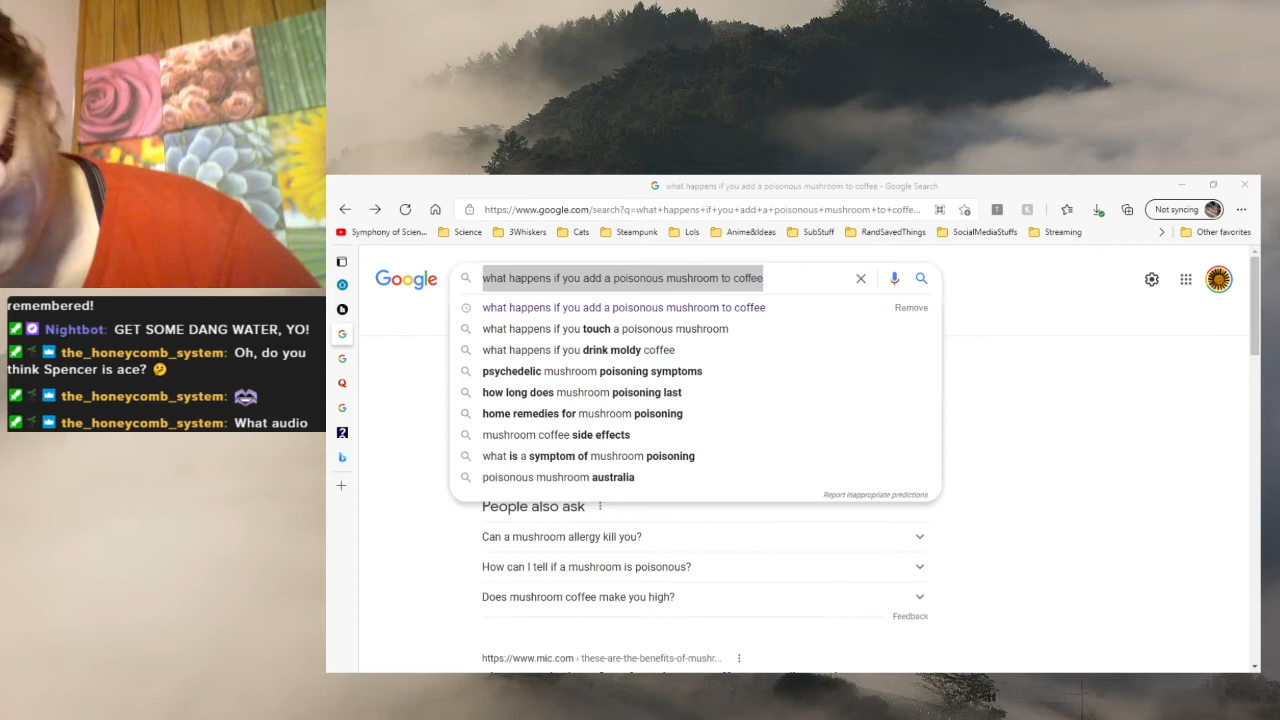 remembered!
Nightbot: GET SOME DANG WATER, YO!
the_honeycomb_system: Oh, do you
think Spencer is ace?
the_honeycomb_system:
the_honeycomb_system: What audio
what happens if you add a poisonous mushroom to coffee - Google Search
https://www.google.com/search?q=what+happens+if+you+add+a+poisonous+mushroom+to+coffe...
Not syncing
Symphony of Scien...
Science
3Whiskers
Cats
Steampunk
Lols
Anime&Ideas
SubStuff
RandSavedThings
SocialMediaStuffs
Streaming
Other favorites
Google
what happens if you add a poisonous mushroom to coffee
what happens if you add a poisonous mushroom to coffee
Remove
what happens if you touch a poisonous mushroom
what happens if you drink moldy coffee
psychedelic mushroom poisoning symptoms
how long does mushroom poisoning last
home remedies for mushroom poisoning
mushroom coffee side effects
what is a symptom of mushroom poisoning
poisonous mushroom australia
Report inappropriate predictions
People also ask
Can a mushroom allergy kill you?
How can I tell if a mushroom is poisonous?
Does mushroom coffee make you high?
Feedback
https://www.mic.com › these-are-the-benefits-of-mushr...